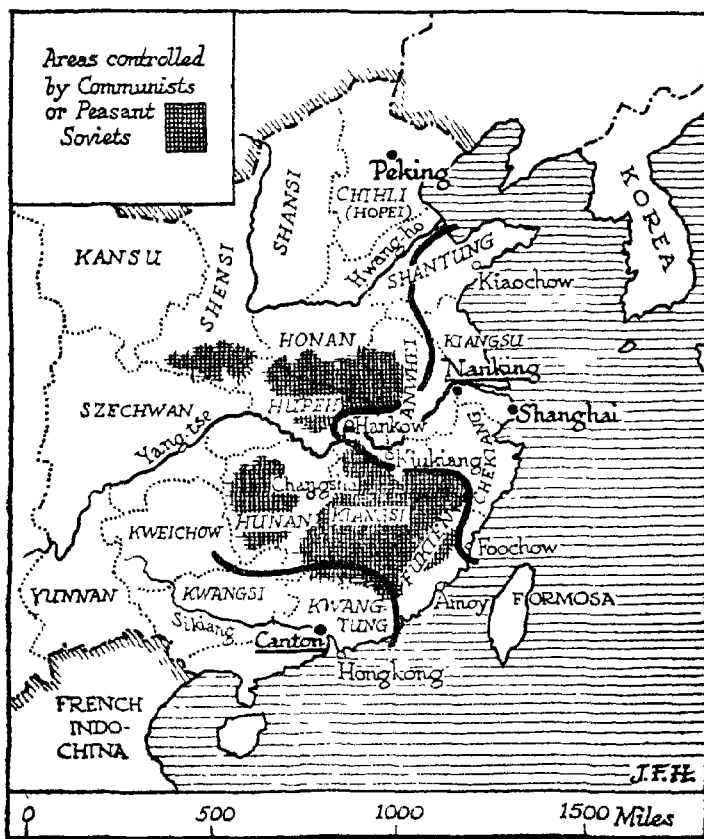 Areas controlled
by Communists
or Peasant
Soviets
Peking
CHIHLI
(HOPEI)
SHANSI
KANSU
SHENSI
Hwang-ho
SHANTUNG
KOREA
Kiaochow
HONAN
KIANGSU
ANWHEI
Nanking
SZECHWAN
HUPEH
Hankow
Shanghai
Yang-tse
Kiukiang
CHEKIANG
Changsha
HUNAN
KIANGSI
KWEICHOW
FUKIEN
Foochow
YUNNAN
KWANGSI
KWANG-
TUNG
Amoy
FORMOSA
Sikiang
Canton
Hongkong
FRENCH
INDO-
CHINA
J.F.H.
0 500 1000 1500 Miles